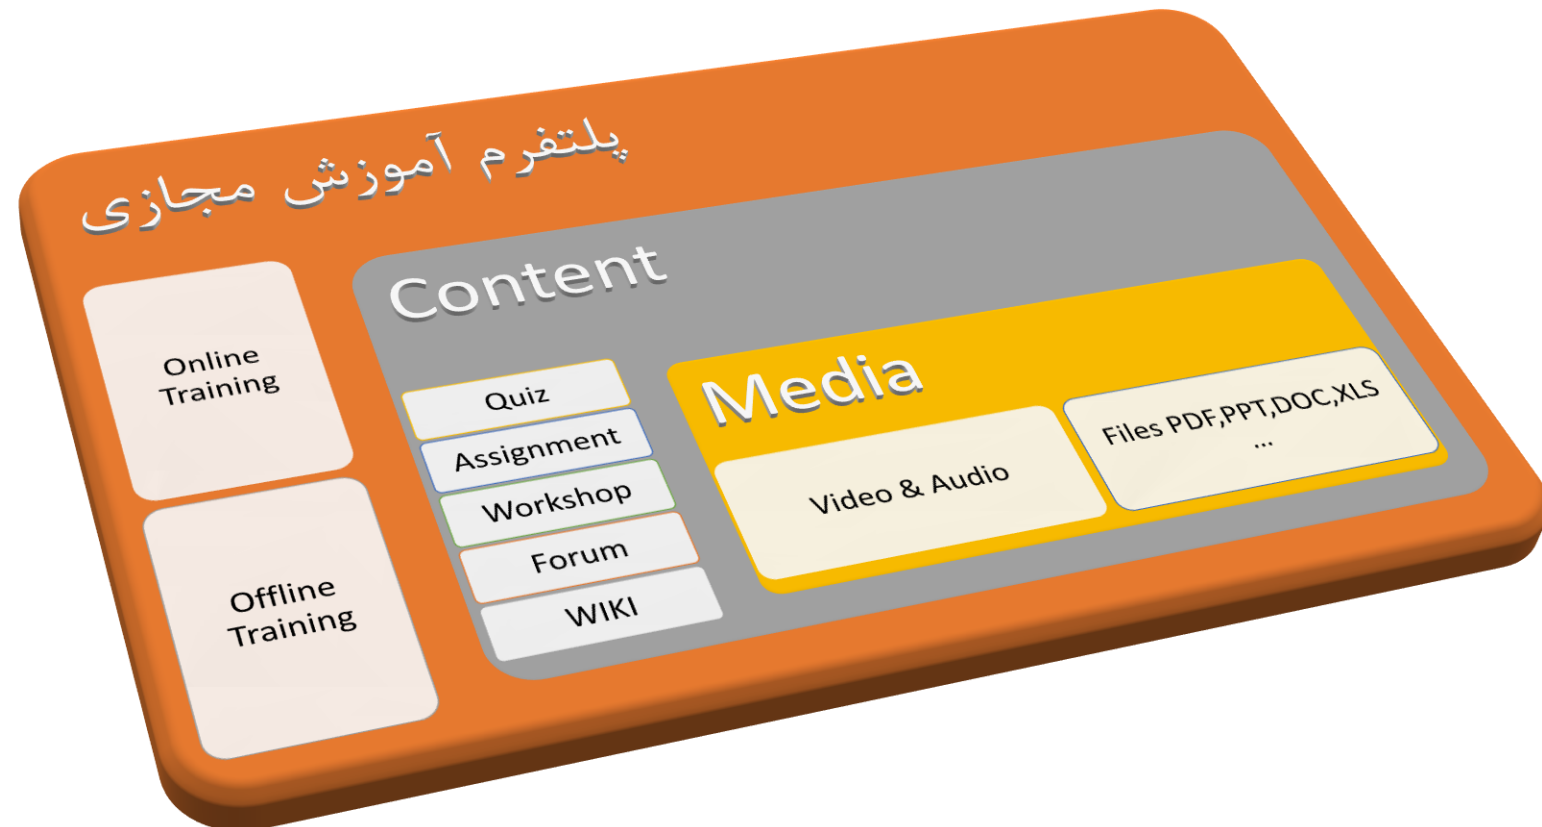 پلتفرم آموزش مجازی
Online
Training
Offline
Training
Content
Quiz
Assignment
Workshop
Forum
WIKI
Media
Video & Audio
Files PDF,PPT,DOC,XLS
...